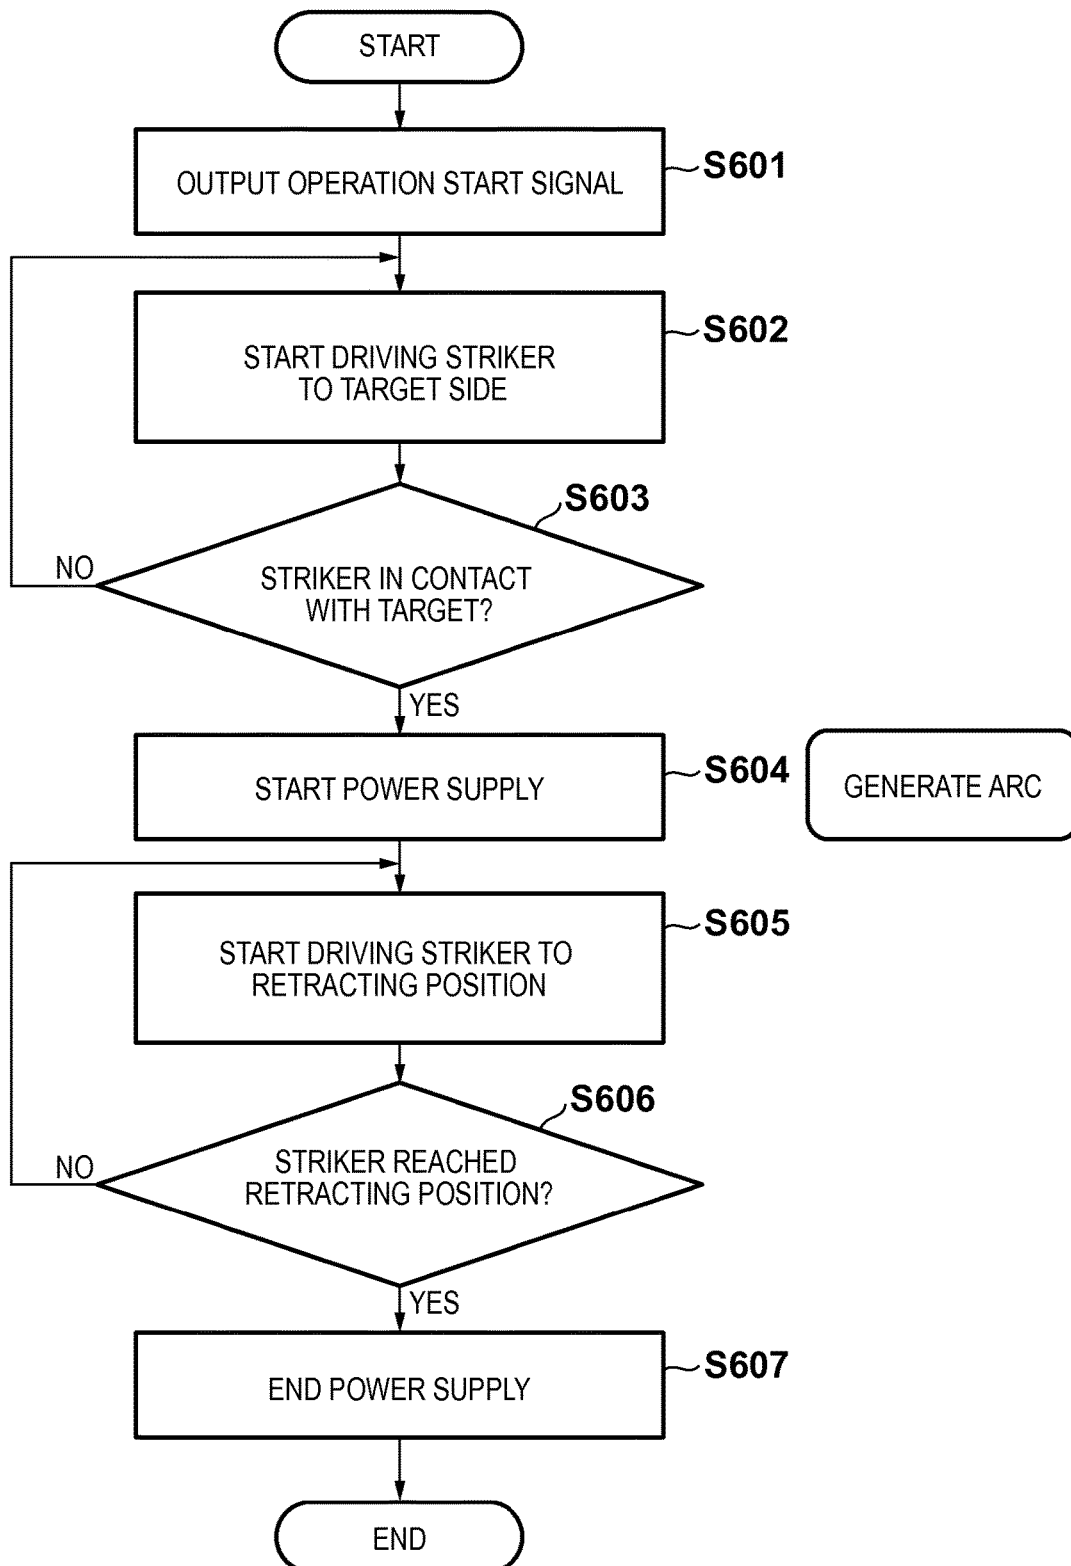 START
OUTPUT OPERATION START SIGNAL
S601
START DRIVING STRIKER
TO TARGET SIDE
S602
S603
STRIKER IN CONTACT
WITH TARGET?
NO
YES
START POWER SUPPLY
S604
GENERATE ARC
START DRIVING STRIKER TO
RETRACTING POSITION
S605
S606
STRIKER REACHED
RETRACTING POSITION?
NO
YES
END POWER SUPPLY
S607
END